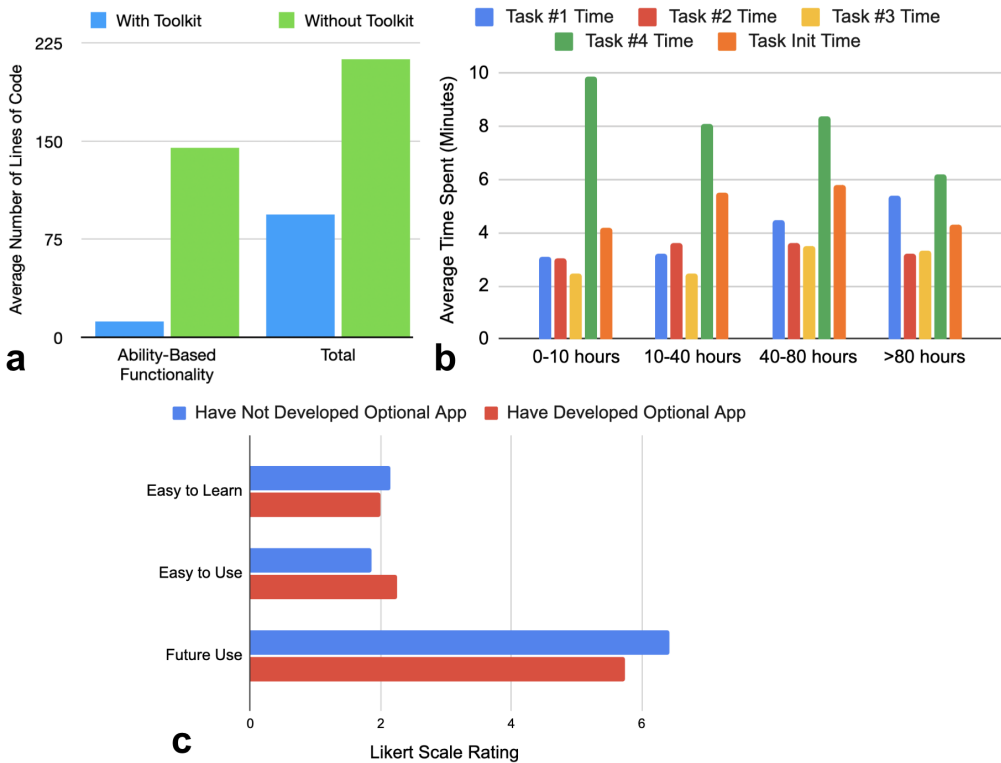 With Toolkit
Without Toolkit
Average Number of Lines of Code
225
150
75
0
Ability-Based
Functionality
Total
a
Task #1 Time
Task #2 Time
Task #3 Time
Task #4 Time
Task Init Time
Average Time Spent (Minutes)
10
8
6
4
2
0
0-10 hours
10-40 hours
40-80 hours
>80 hours
b
Have Not Developed Optional App
Have Developed Optional App
Easy to Learn
Easy to Use
Future Use
0
2
4
6
Likert Scale Rating
c